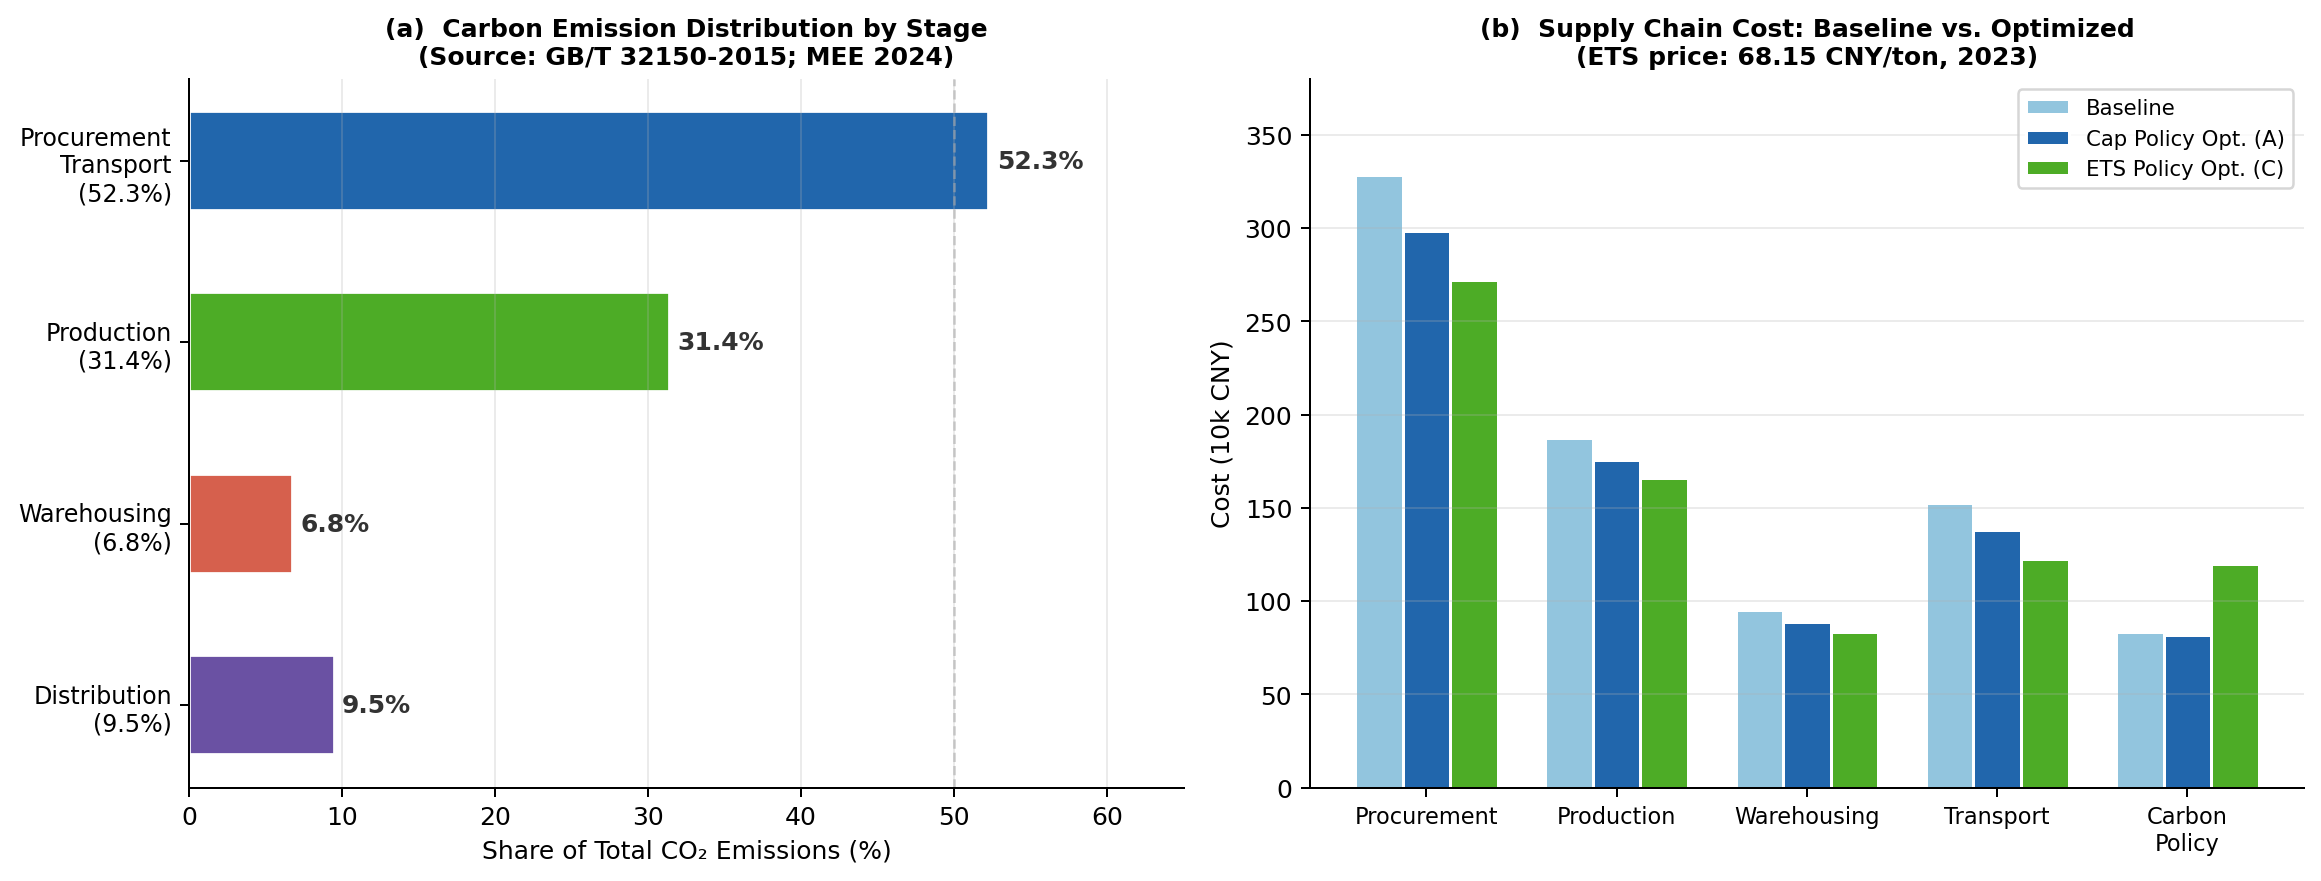 (a)  Carbon Emission Distribution by Stage
(Source: GB/T 32150-2015; MEE 2024)
Procurement
Transport
(52.3%)
52.3%
Production
(31.4%)
31.4%
Warehousing
(6.8%)
6.8%
Distribution
(9.5%)
9.5%
0 10 20 30 40 50 60
Share of Total CO₂ Emissions (%)
(b)  Supply Chain Cost: Baseline vs. Optimized
(ETS price: 68.15 CNY/ton, 2023)
Baseline
Cap Policy Opt. (A)
ETS Policy Opt. (C)
Cost (10k CNY)
350
300
250
200
150
100
50
0
Procurement Production Warehousing Transport Carbon
Policy